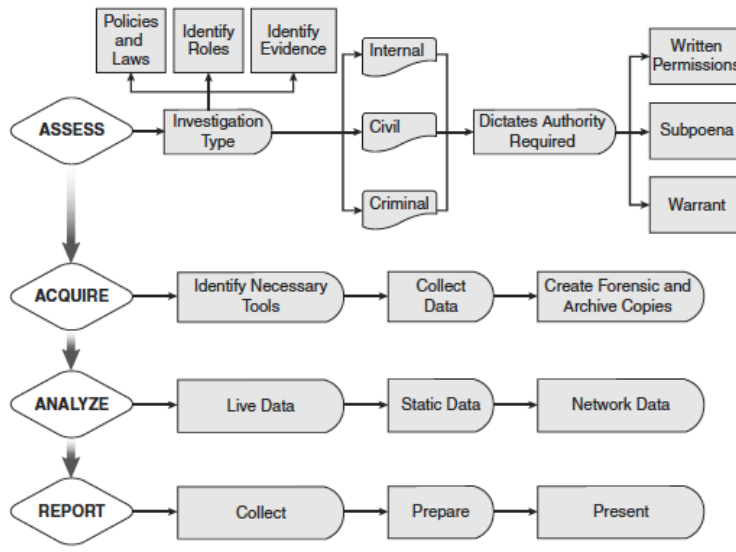 Policies
and
Laws
Identify
Roles
Identify
Evidence
Internal
Written
Permissions
ASSESS
Investigation
Type
Civil
Dictates Authority
Required
Subpoena
Criminal
Warrant
ACQUIRE
Identify Necessary
Tools
Collect
Data
Create Forensic and
Archive Copies
ANALYZE
Live Data
Static Data
Network Data
REPORT
Collect
Prepare
Present